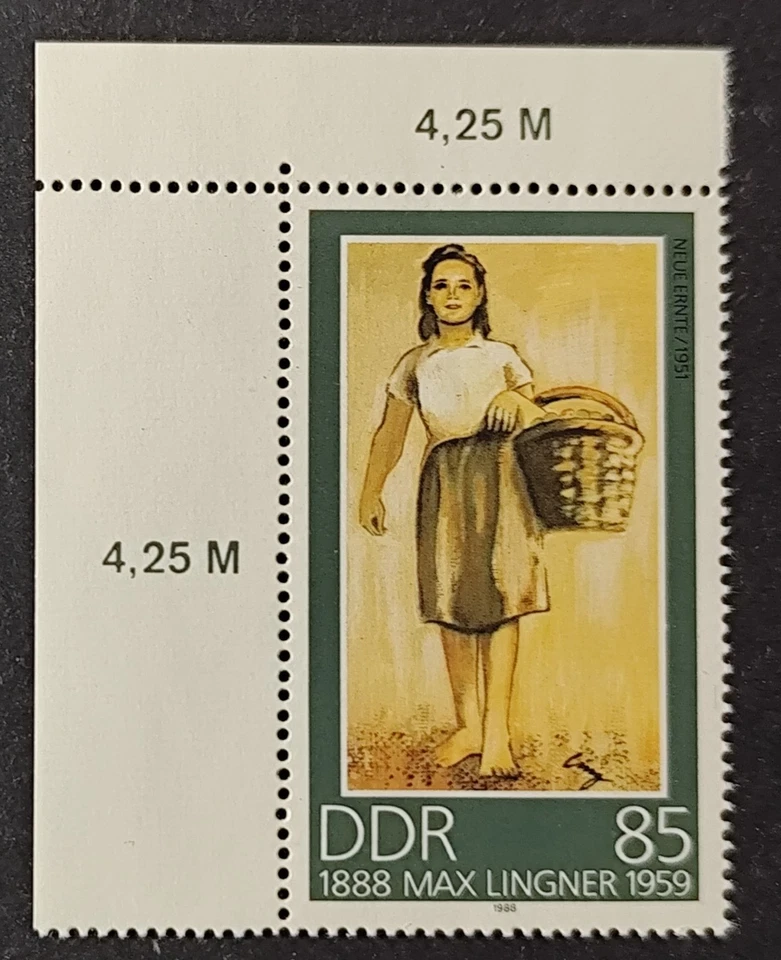 4,25 M
4,25 M
NEUE ERNTE/1951
DDR 85
1888 MAX LINGNER 1959
1988